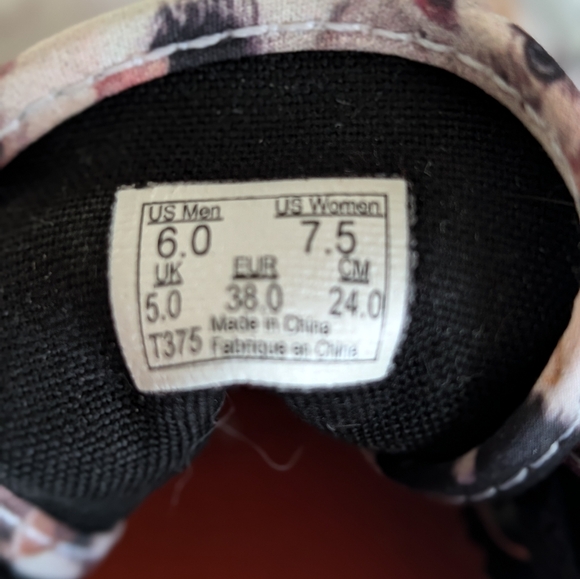 US Men US Women
6.0 7.5
UK EUR CM
5.0 38.0 24.0
T375 Made in China
Fabriqué en Chine